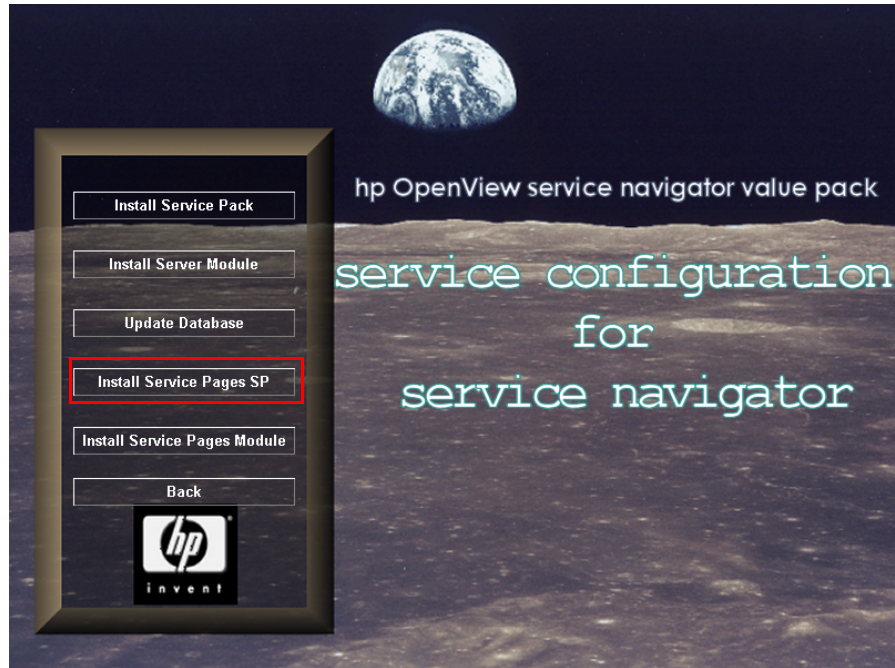 hp OpenView service navigator value pack
service configuration
for
service navigator
Install Service Pack
Install Server Module
Update Database
Install Service Pages SP
Install Service Pages Module
Back
hp
invent